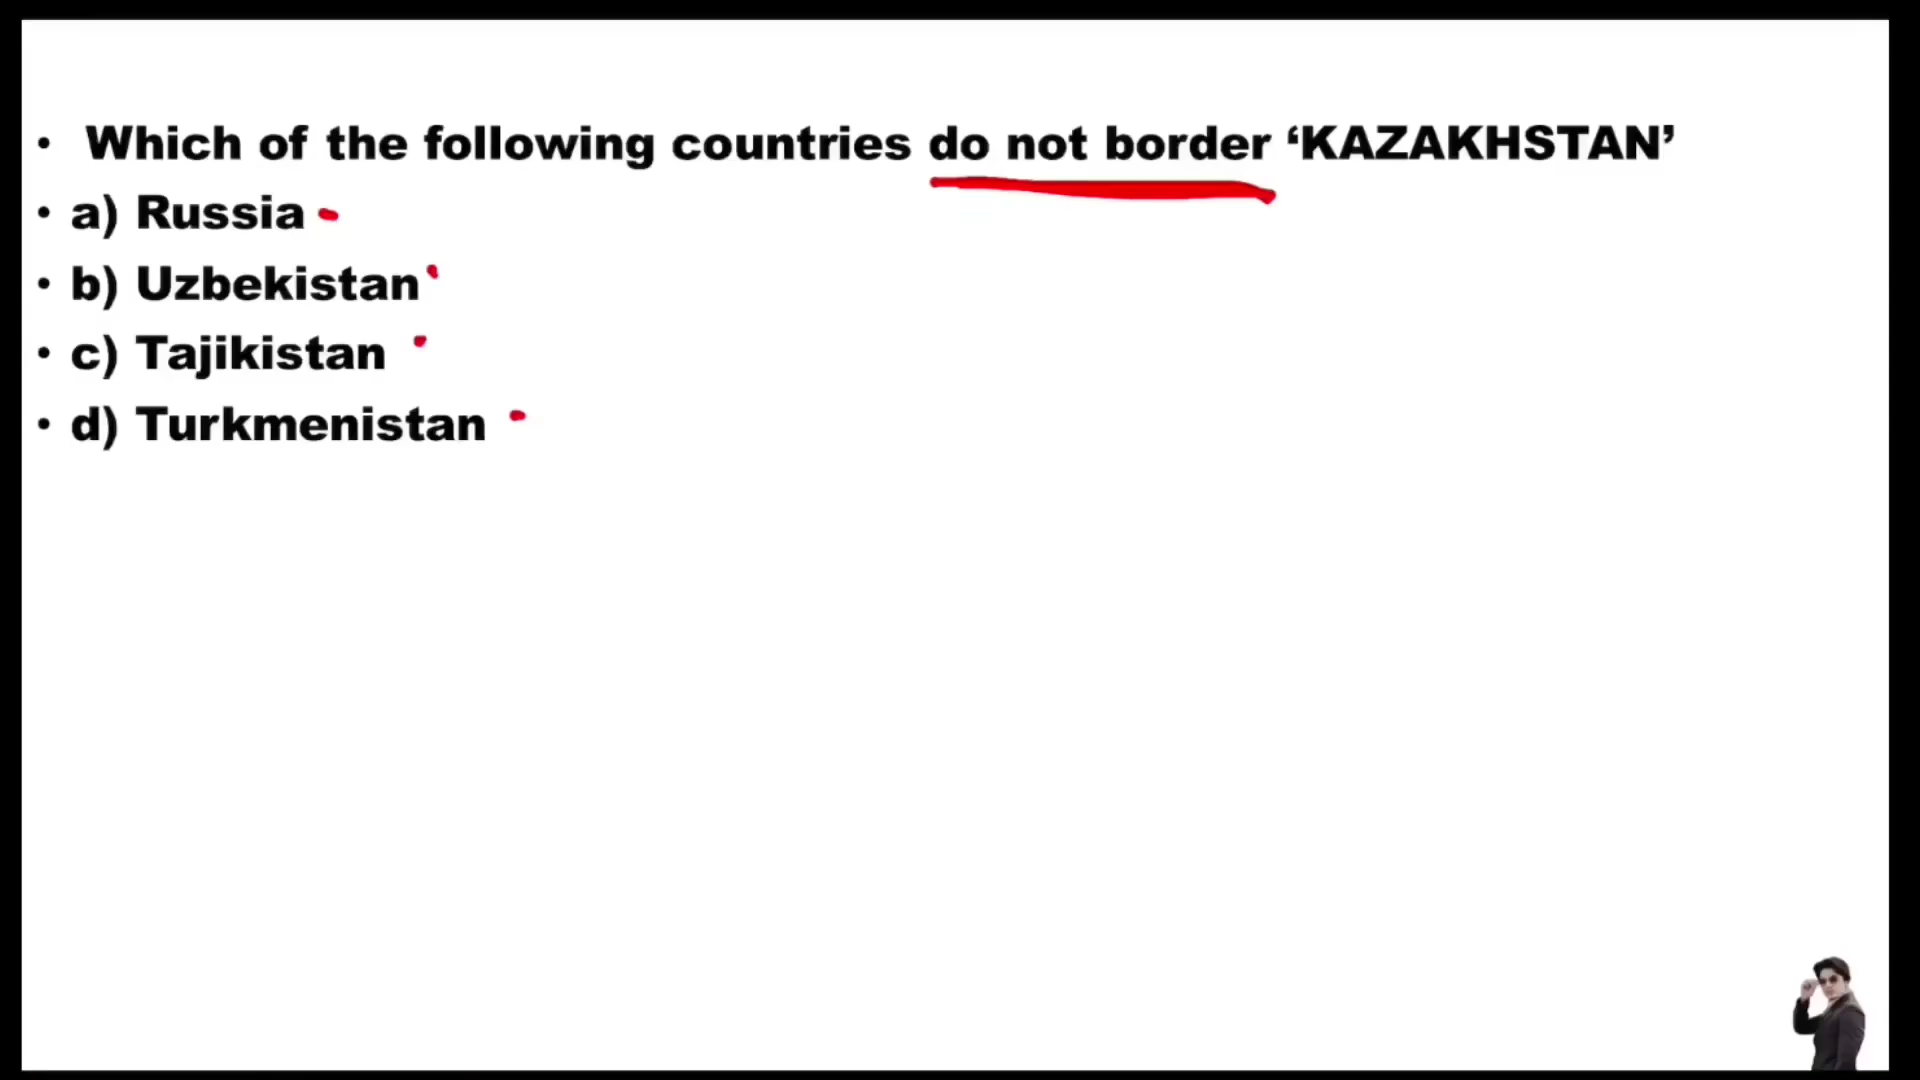 • Which of the following countries do not border ‘KAZAKHSTAN’
• a) Russia
• b) Uzbekistan
• c) Tajikistan
• d) Turkmenistan